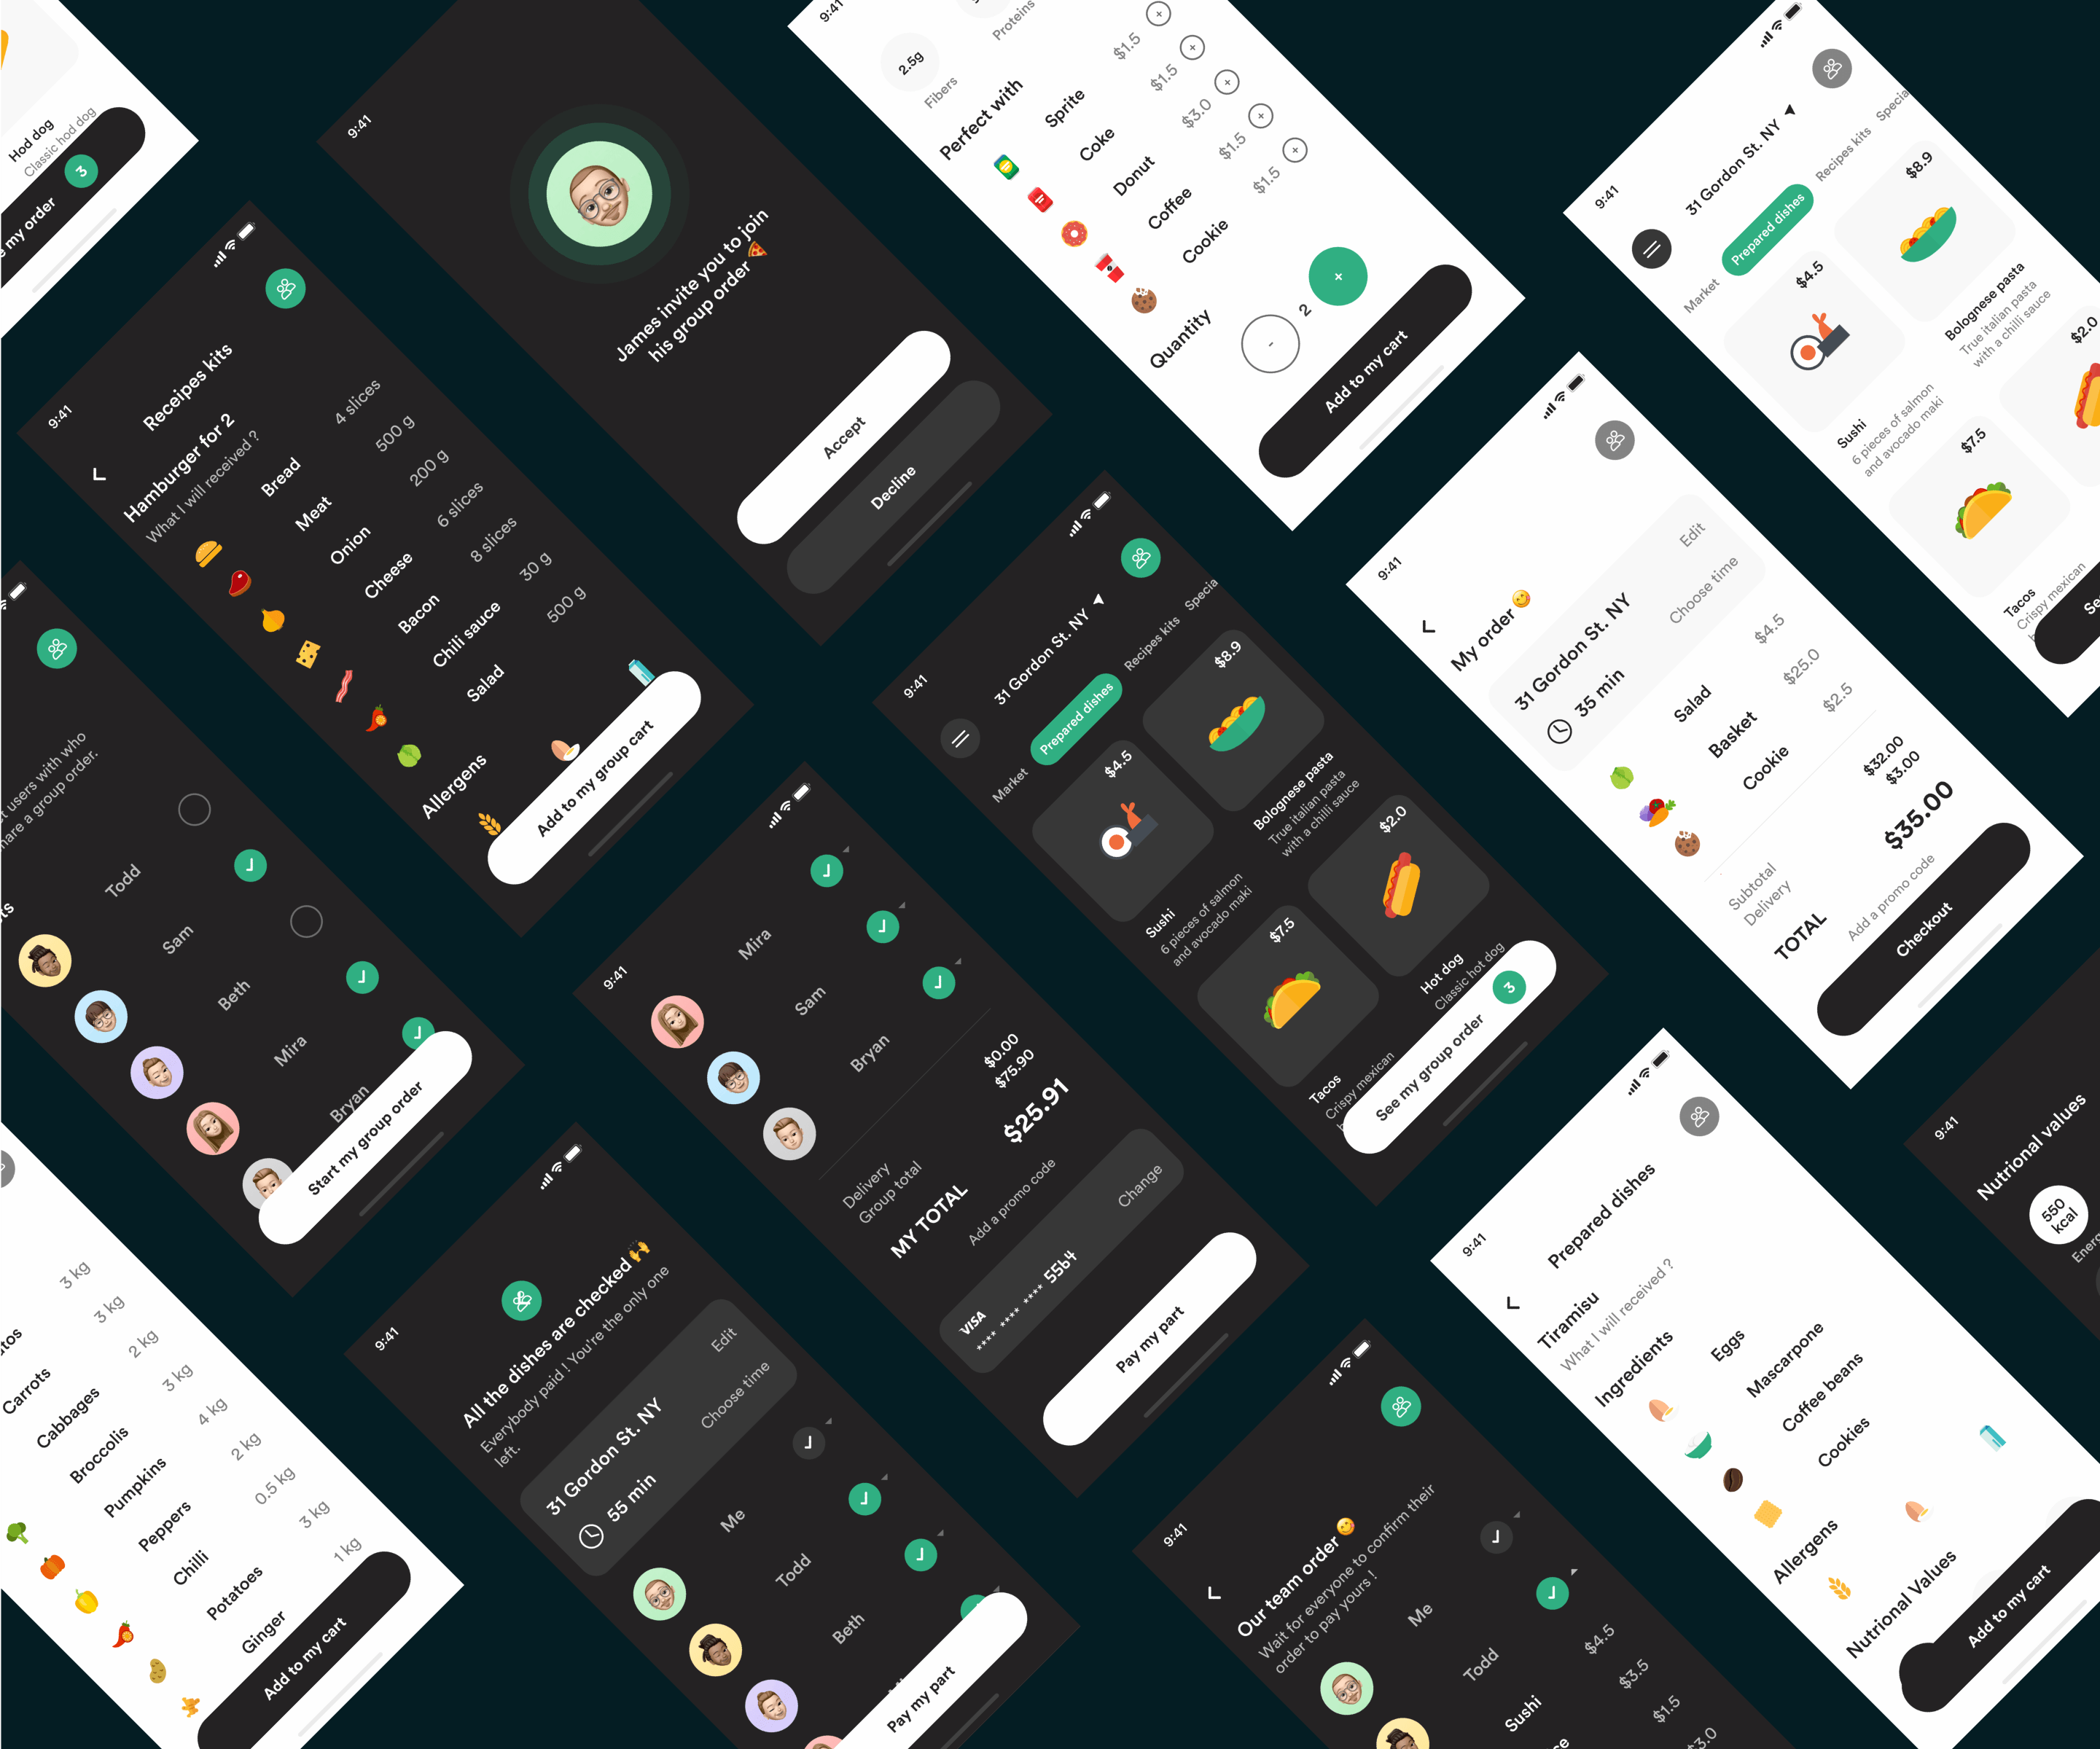 Hod dog
Classic hod dog
my order
3
9:41
Receipes kits
Hamburger for 2
What I will received ?
Bread
4 slices
Meat
500 g
Onion
200 g
Cheese
6 slices
Bacon
8 slices
Chilli sauce
30 g
Salad
500 g
Allergens
Add to my group cart
9:41
James invite you to join
his group order
Accept
Decline
9:41
2.5g
Fibers
Proteins
Perfect with
Sprite
$1.5
Coke
$1.5
Donut
$3.0
Coffee
$1.5
Cookie
$1.5
Quantity
-
2
+
Add to my cart
9:41
31 Gordon St. NY
Market
Prepared dishes
Recipes kits
$4.5
Sushi
6 pieces of salmon
and avocado maki
$8.9
Bolognese pasta
True italian pasta
with a chilli sauce
$7.5
Tacos
Crispy mexican
$2.0
users with who
a group order.
Todd
Sam
Beth
Mira
Bryan
Start my group order
9:41
Mira
Sam
Bryan
Delivery
$0.00
Group total
$75.90
MY TOTAL
$25.91
Add a promo code
VISA
**** **** **** 5564
Change
Pay my part
9:41
31 Gordon St. NY
Market
Prepared dishes
Recipes kits
$4.5
Sushi
6 pieces of salmon
and avocado maki
$8.9
Bolognese pasta
True italian pasta
with a chilli sauce
$7.5
Tacos
Crispy mexican
$2.0
Hot dog
Classic hot dog
See my group order
3
9:41
My order
31 Gordon St. NY
Edit
35 min
Choose time
Salad
$4.5
Basket
$25.0
Cookie
$2.5
Subtotal
$32.00
Delivery
$3.00
TOTAL
$35.00
Add a promo code
Checkout
3 kg
Carrots
3 kg
Cabbages
2 kg
Broccolis
3 kg
Pumpkins
4 kg
Peppers
2 kg
Chilli
0.5 kg
Potatoes
3 kg
Ginger
1 kg
Add to my cart
9:41
All the dishes are checked
Everybody paid ! You're the only one
left.
31 Gordon St. NY
Edit
55 min
Choose time
Me
Todd
Beth
Pay my part
9:41
Our team order
Wait for everyone to confirm their
order to pay yours !
Me
Todd
Sushi
$4.5
$3.5
$1.5
$3.0
9:41
Prepared dishes
Tiramisu
What I will received ?
Ingredients
Eggs
Mascarpone
Coffee beans
Cookies
Allergens
Nutrional Values
Add to my cart
9:41
Nutrional values
550
kcal